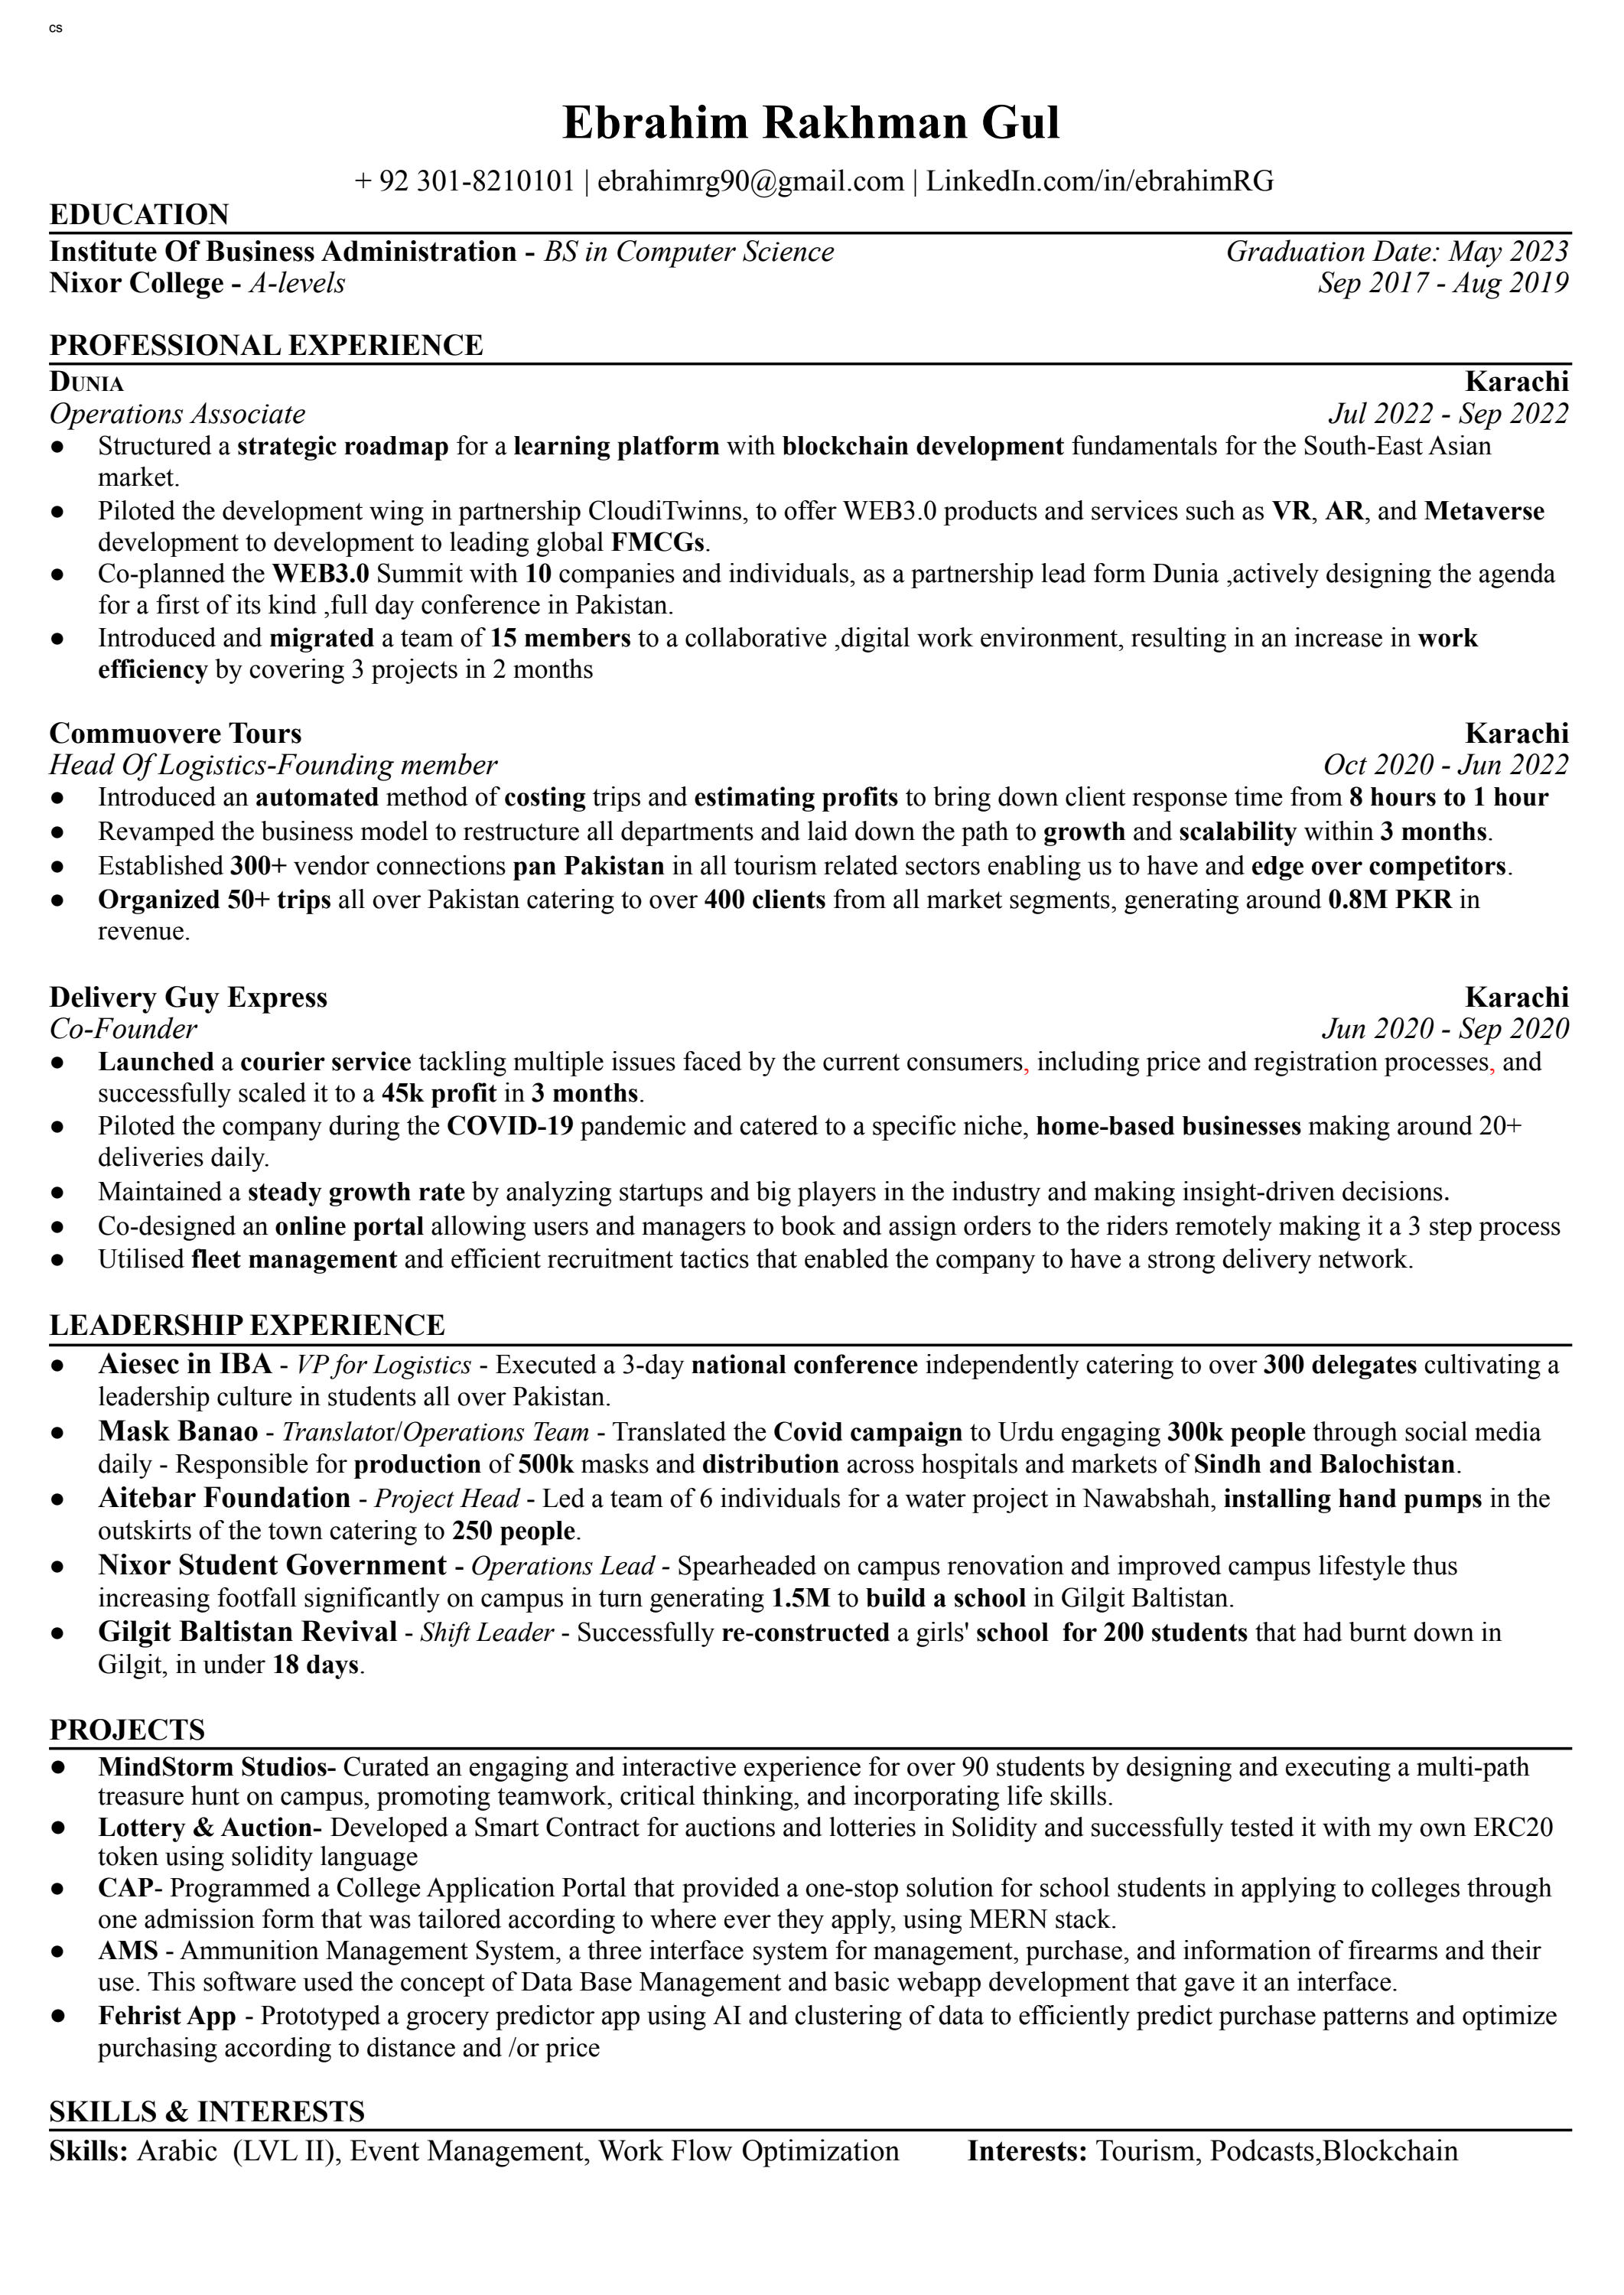 cs
Ebrahim Rakhman Gul
+ 92 301-8210101 | ebrahimrg90@gmail.com | LinkedIn.com/in/ebrahimRG
EDUCATION
Institute Of Business Administration - BS in Computer Science Graduation Date: May 2023
Nixor College - A-levels Sep 2017 - Aug 2019
PROFESSIONAL EXPERIENCE
DUNIA Karachi
Operations Associate Jul 2022 - Sep 2022
● Structured a strategic roadmap for a learning platform with blockchain development fundamentals for the South-East Asian
market.
● Piloted the development wing in partnership CloudiTwinns, to offer WEB3.0 products and services such as VR, AR, and Metaverse
development to development to leading global FMCGs.
● Co-planned the WEB3.0 Summit with 10 companies and individuals, as a partnership lead form Dunia ,actively designing the agenda
for a first of its kind ,full day conference in Pakistan.
● Introduced and migrated a team of 15 members to a collaborative ,digital work environment, resulting in an increase in work
efficiency by covering 3 projects in 2 months
Commuovere Tours Karachi
Head Of Logistics-Founding member Oct 2020 - Jun 2022
● Introduced an automated method of costing trips and estimating profits to bring down client response time from 8 hours to 1 hour
● Revamped the business model to restructure all departments and laid down the path to growth and scalability within 3 months.
● Established 300+ vendor connections pan Pakistan in all tourism related sectors enabling us to have and edge over competitors.
● Organized 50+ trips all over Pakistan catering to over 400 clients from all market segments, generating around 0.8M PKR in
revenue.
Delivery Guy Express Karachi
Co-Founder Jun 2020 - Sep 2020
● Launched a courier service tackling multiple issues faced by the current consumers, including price and registration processes, and
successfully scaled it to a 45k profit in 3 months.
● Piloted the company during the COVID-19 pandemic and catered to a specific niche, home-based businesses making around 20+
deliveries daily.
● Maintained a steady growth rate by analyzing startups and big players in the industry and making insight-driven decisions.
● Co-designed an online portal allowing users and managers to book and assign orders to the riders remotely making it a 3 step process
● Utilised fleet management and efficient recruitment tactics that enabled the company to have a strong delivery network.
LEADERSHIP EXPERIENCE
● Aiesec in IBA - VP for Logistics - Executed a 3-day national conference independently catering to over 300 delegates cultivating a
leadership culture in students all over Pakistan.
● Mask Banao - Translator/Operations Team - Translated the Covid campaign to Urdu engaging 300k people through social media
daily - Responsible for production of 500k masks and distribution across hospitals and markets of Sindh and Balochistan.
● Aitebar Foundation - Project Head - Led a team of 6 individuals for a water project in Nawabshah, installing hand pumps in the
outskirts of the town catering to 250 people.
● Nixor Student Government - Operations Lead - Spearheaded on campus renovation and improved campus lifestyle thus
increasing footfall significantly on campus in turn generating 1.5M to build a school in Gilgit Baltistan.
● Gilgit Baltistan Revival - Shift Leader - Successfully re-constructed a girls' school for 200 students that had burnt down in
Gilgit, in under 18 days.
PROJECTS
● MindStorm Studios- Curated an engaging and interactive experience for over 90 students by designing and executing a multi-path
treasure hunt on campus, promoting teamwork, critical thinking, and incorporating life skills.
● Lottery & Auction- Developed a Smart Contract for auctions and lotteries in Solidity and successfully tested it with my own ERC20
token using solidity language
● CAP- Programmed a College Application Portal that provided a one-stop solution for school students in applying to colleges through
one admission form that was tailored according to where ever they apply, using MERN stack.
● AMS - Ammunition Management System, a three interface system for management, purchase, and information of firearms and their
use. This software used the concept of Data Base Management and basic webapp development that gave it an interface.
● Fehrist App - Prototyped a grocery predictor app using AI and clustering of data to efficiently predict purchase patterns and optimize
purchasing according to distance and /or price
SKILLS & INTERESTS
Skills: Arabic (LVL II), Event Management, Work Flow Optimization Interests: Tourism, Podcasts,Blockchain